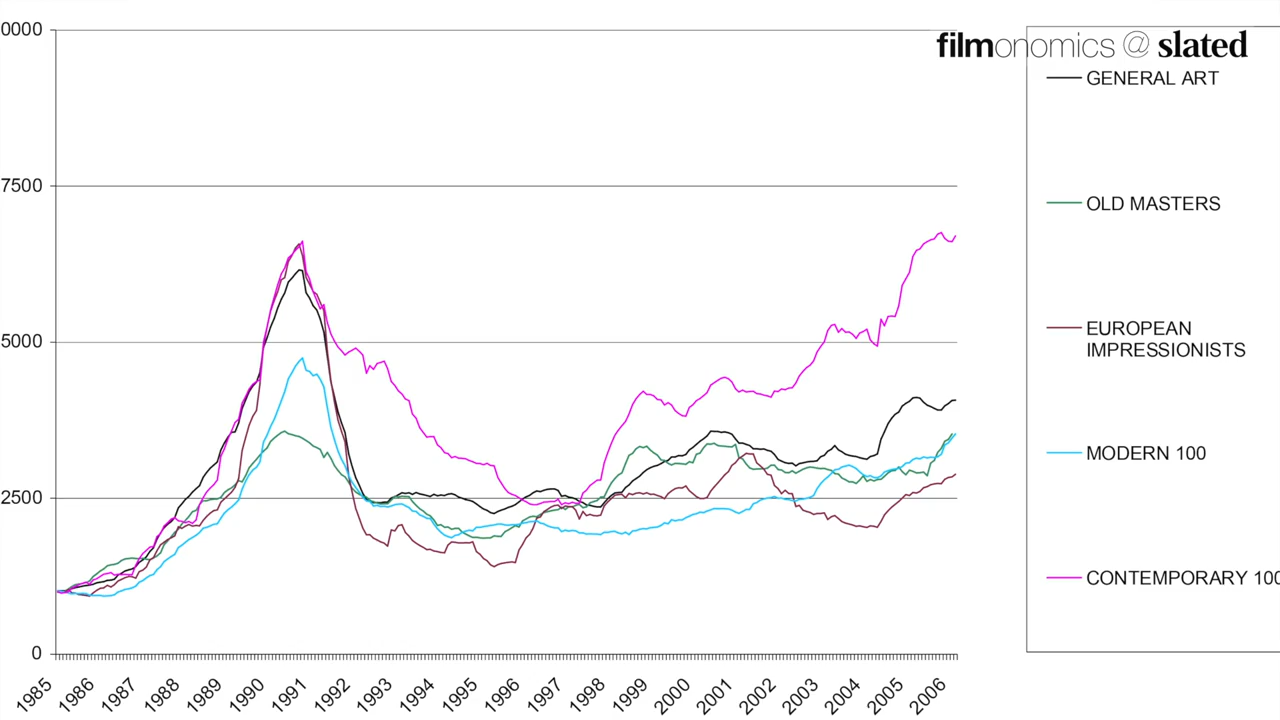 filmonomics @ slated
0000
7500
5000
2500
0
1985 1986 1987 1988 1989 1990 1991 1992 1993 1994 1995 1996 1997 1998 1999 2000 2001 2002 2003 2004 2005 2006
GENERAL ART
OLD MASTERS
EUROPEAN
IMPRESSIONISTS
MODERN 100
CONTEMPORARY 100